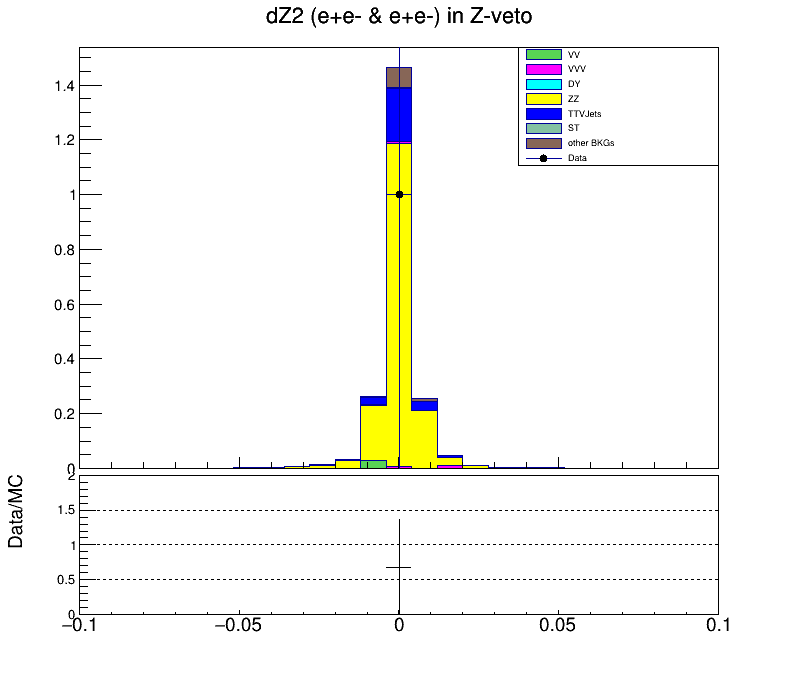 dZ2 (e+e- & e+e-) in Z-veto
VV
VVV
DY
ZZ
TTVJets
ST
other BKGs
Data
1.4
1.2
1
0.8
0.6
0.4
0.2
0
Data/MC
2
1.5
1
0.5
0
−0.1
−0.05
0
0.05
0.1